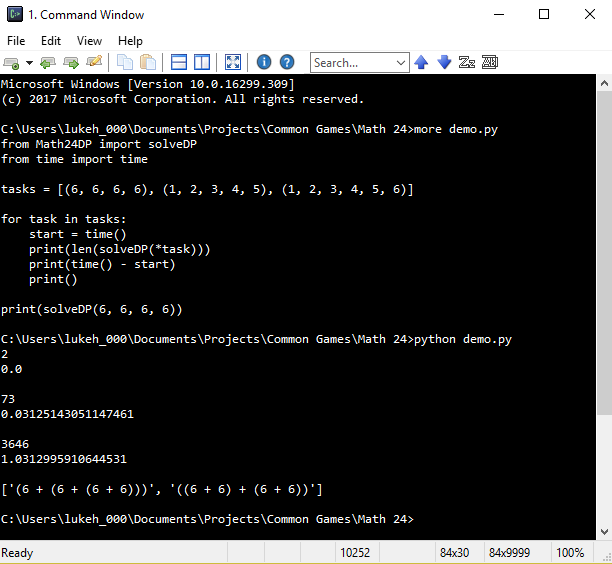 1. Command Window
File Edit View Help
Search...
Microsoft Windows [Version 10.0.16299.309]
(c) 2017 Microsoft Corporation. All rights reserved.

C:\Users\lukeh_000\Documents\Projects\Common Games\Math 24>more demo.py
from Math24DP import solveDP
from time import time

tasks = [(6, 6, 6, 6), (1, 2, 3, 4, 5), (1, 2, 3, 4, 5, 6)]

for task in tasks:
    start = time()
    print(len(solveDP(*task)))
    print(time() - start)
    print()

print(solveDP(6, 6, 6, 6))

C:\Users\lukeh_000\Documents\Projects\Common Games\Math 24>python demo.py
2
0.0

73
0.03125143051147461

3646
1.0312995910644531

['(6 + (6 + (6 + 6)))', '((6 + 6) + (6 + 6))']

C:\Users\lukeh_000\Documents\Projects\Common Games\Math 24>
Ready 10252 84x30 84x9999 100%